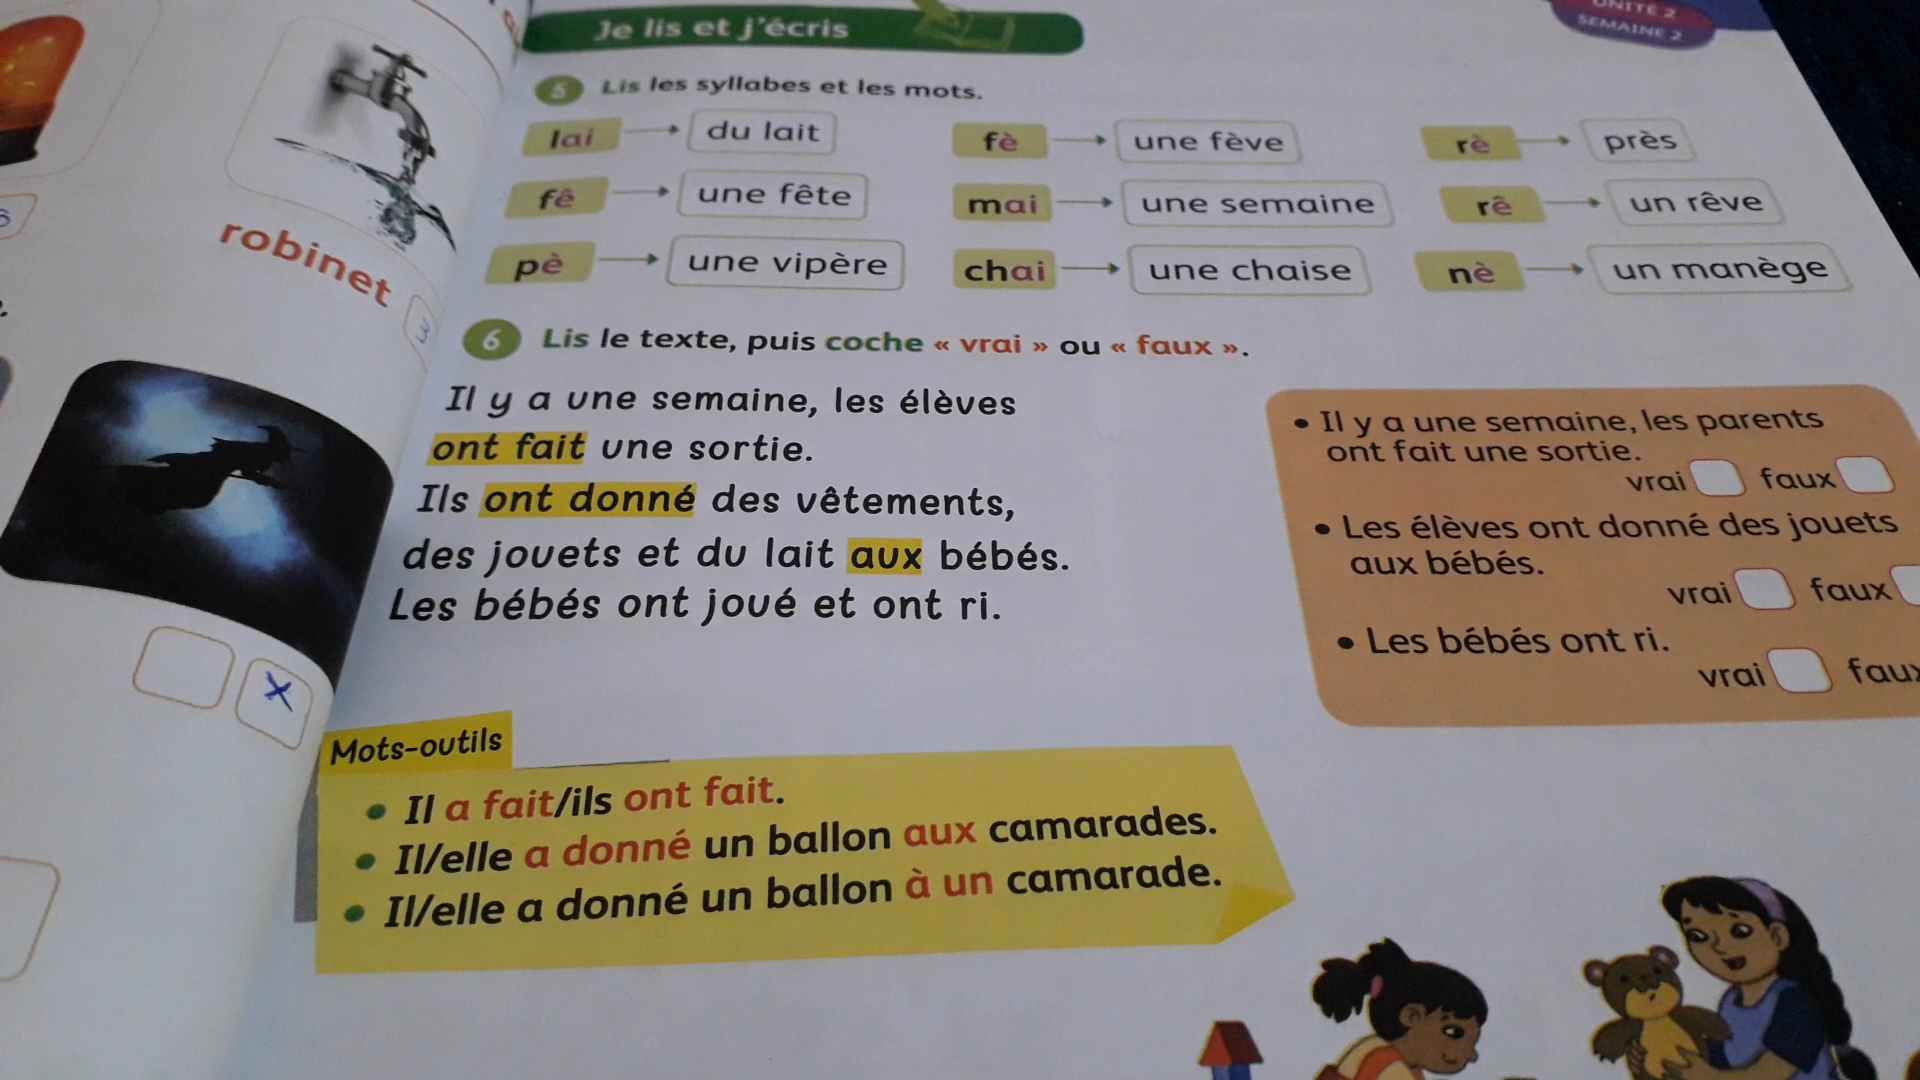 robinet
3
X
Je lis et j'écris
UNITÉ 2
SEMAINE 2
5 Lis les syllabes et les mots.
lai du lait fè une fève rè près
fê une fête mai une semaine rê un rêve
pè une vipère chai une chaise nè un manège
6 Lis le texte, puis coche « vrai » ou « faux ».
Il y a une semaine, les élèves
ont fait une sortie.
Ils ont donné des vêtements,
des jouets et du lait aux bébés.
Les bébés ont joué et ont ri.
• Il y a une semaine, les parents
ont fait une sortie.
vrai faux
• Les élèves ont donné des jouets
aux bébés.
vrai faux
• Les bébés ont ri.
vrai faux
Mots-outils
• Il a fait/ils ont fait.
• Il/elle a donné un ballon aux camarades.
• Il/elle a donné un ballon à un camarade.